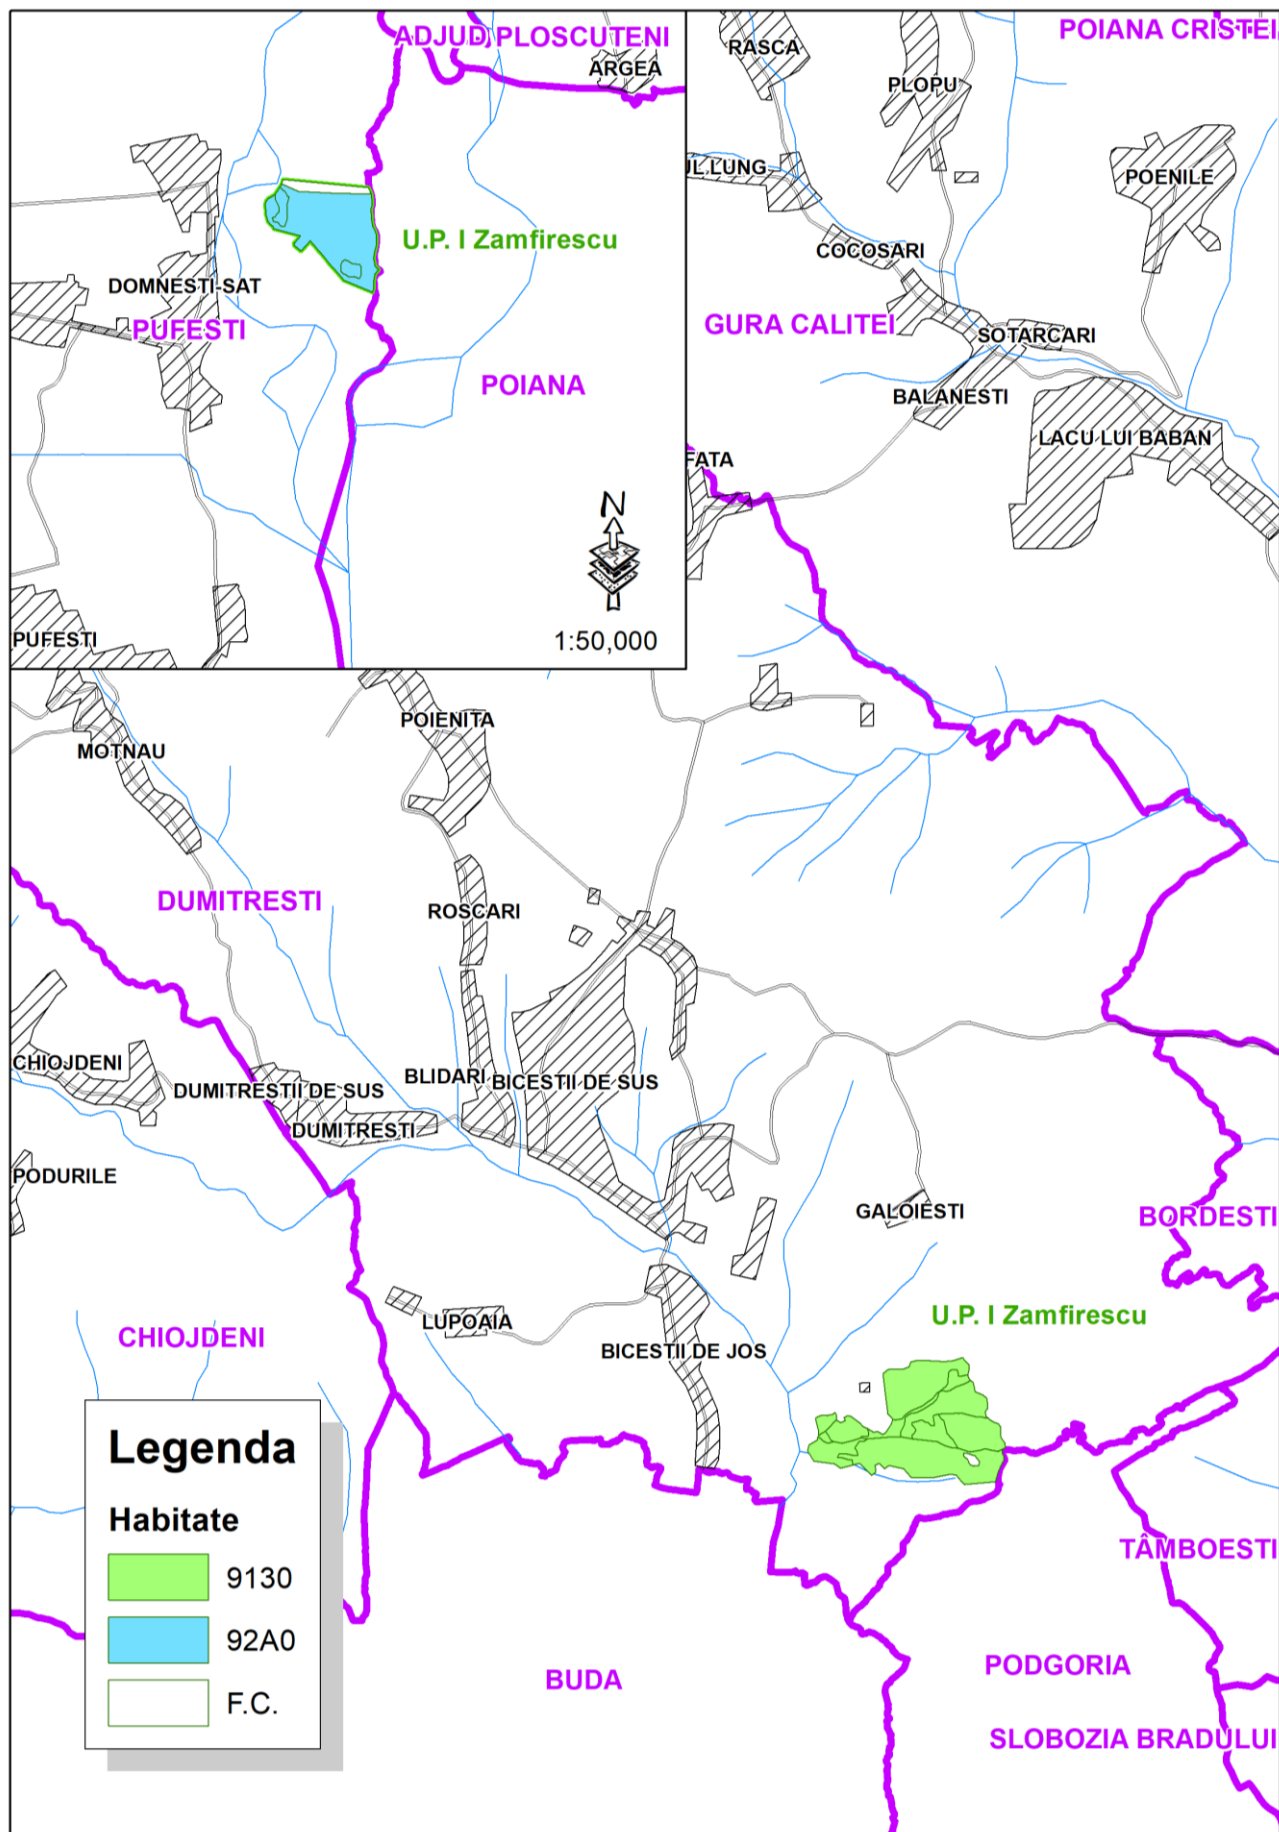 ADJUD PLOSCUTENI
ARGEA
U.P. I Zamfirescu
DOMNESTI-SAT
PUFESTI
POIANA
N
1:50,000
PUFESTI
POIANA CRISTEI
RASCA
PLOPU
UL LUNG
POENILE
COCOSARI
GURA CALITEI
SOTARCARI
BALANESTI
LACU LUI BABAN
FATA
POIENITA
MOTNAU
DUMITRESTI
ROSCARI
CHIOJDENI
DUMITRESTII DE SUS
BLIDARI
BICESTII DE SUS
DUMITRESTI
PODURILE
GALOIESTI
BORDESTI
LUPOAIA
U.P. I Zamfirescu
CHIOJDENI
BICESTII DE JOS
Legenda
Habitate
9130
92A0
F.C.
TÂMBOESTI
BUDA
PODGORIA
SLOBOZIA BRADULUI